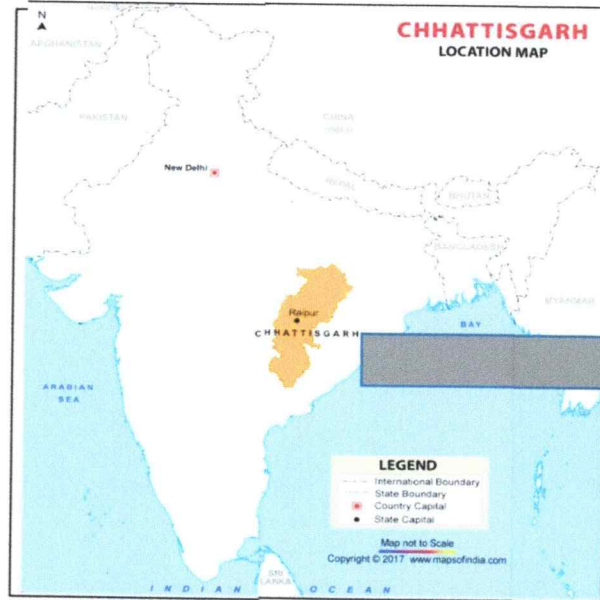 N
CHHATTISGARH
LOCATION MAP
AFGHANISTAN
PAKISTAN
CHINA
New Delhi
NEPAL
BHUTAN
BANGLADESH
MYANMAR
Raipur
CHHATTISGARH
BAY
ARABIAN
SEA
LEGEND
International Boundary
State Boundary
Country Capital
State Capital
Map not to Scale
Copyright © 2017 www.mapsofindia.com
SRI
LANKA
INDIAN OCEAN